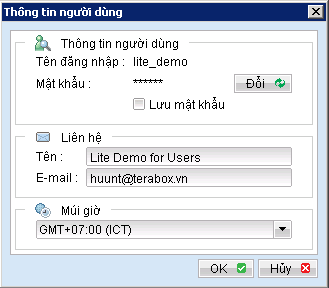 Thông tin người dùng
Thông tin người dùng
Tên đăng nhập : lite_demo
Mật khẩu : ****** Đổi
Lưu mật khẩu
Liên hệ
Tên : Lite Demo for Users
E-mail : huunt@terabox.vn
Múi giờ
GMT+07:00 (ICT)
OK Hủy